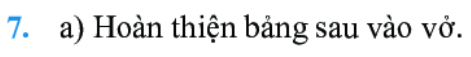 7. a) Hoàn thiện bảng sau vào vở.